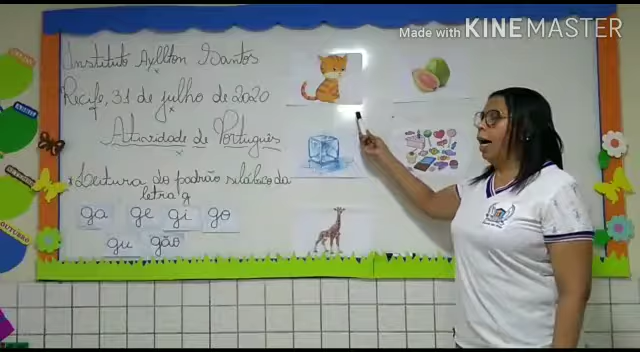 Made with KINEMASTER
Instituto Ayllton Santos
Recife, 31 de julho de 2020
Atividade de Português
* Leitura do padrão silábico da
letra g
ga ge gi go
gu gão
OUTUBRO